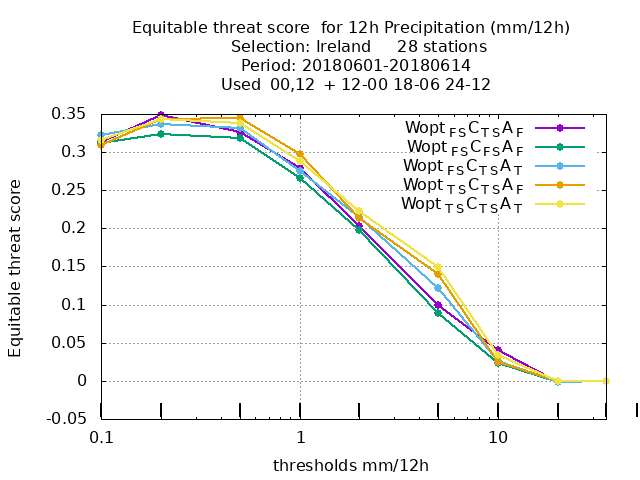 Equitable threat score  for 12h Precipitation (mm/12h)
Selection: Ireland     28 stations
Period: 20180601-20180614
Used  00,12  + 12-00 18-06 24-12
0.35
0.3
0.25
0.2
0.15
0.1
0.05
0
-0.05
Equitable threat score
Wopt FS C TS A F
Wopt FS C FS A F
Wopt FS C TS A T
Wopt TS C TS A F
Wopt TS C TS A T
0.1 1 10
thresholds mm/12h